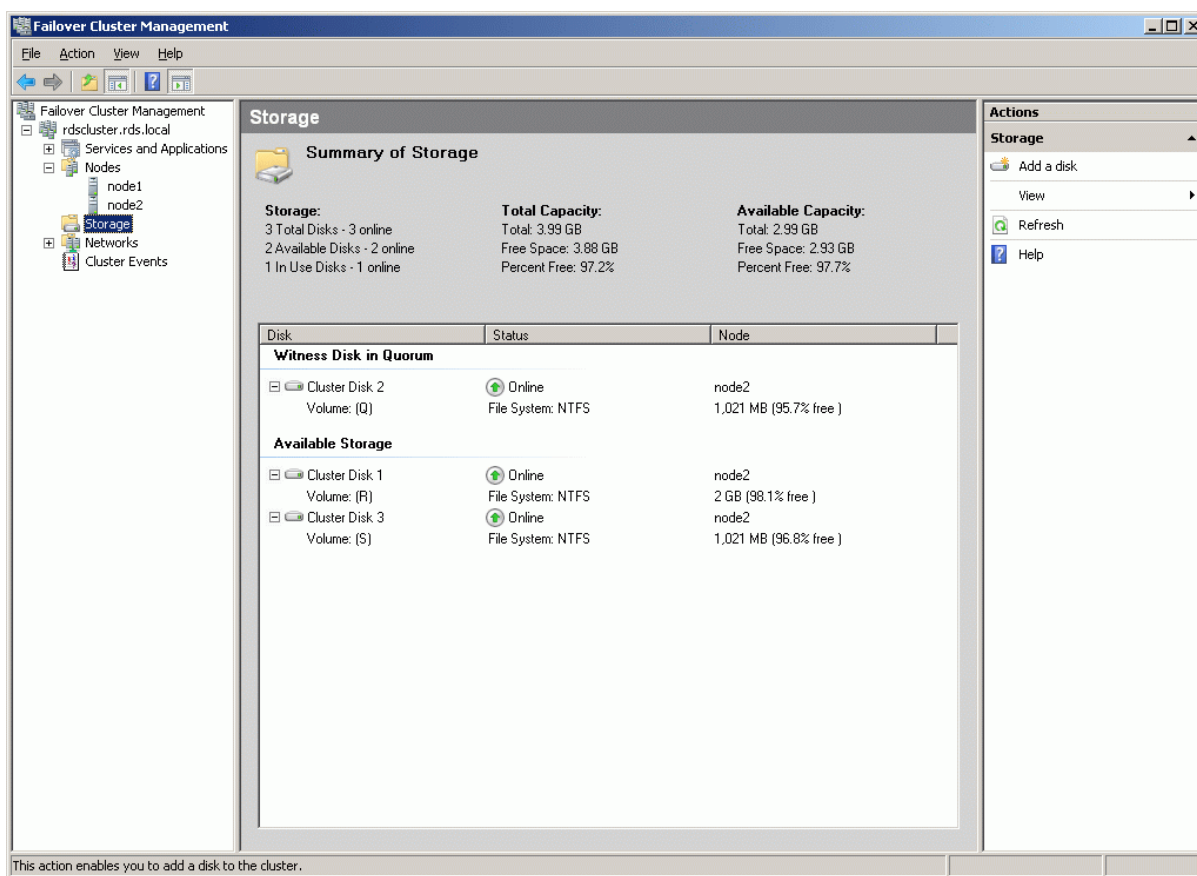 Failover Cluster Management
File Action View Help
Failover Cluster Management
rdscluster.rds.local
Services and Applications
Nodes
node1
node2
Storage
Networks
Cluster Events
Storage
Summary of Storage
Storage: Total Capacity: Available Capacity:
3 Total Disks - 3 online Total: 3.99 GB Total: 2.99 GB
2 Available Disks - 2 online Free Space: 3.88 GB Free Space: 2.93 GB
1 In Use Disks - 1 online Percent Free: 97.2% Percent Free: 97.7%
Disk Status Node
Witness Disk in Quorum
Cluster Disk 2 Online node2
Volume: (Q) File System: NTFS 1,021 MB (95.7% free )
Available Storage
Cluster Disk 1 Online node2
Volume: (R) File System: NTFS 2 GB (98.1% free )
Cluster Disk 3 Online node2
Volume: (S) File System: NTFS 1,021 MB (96.8% free )
Actions
Storage
Add a disk
View
Refresh
Help
This action enables you to add a disk to the cluster.